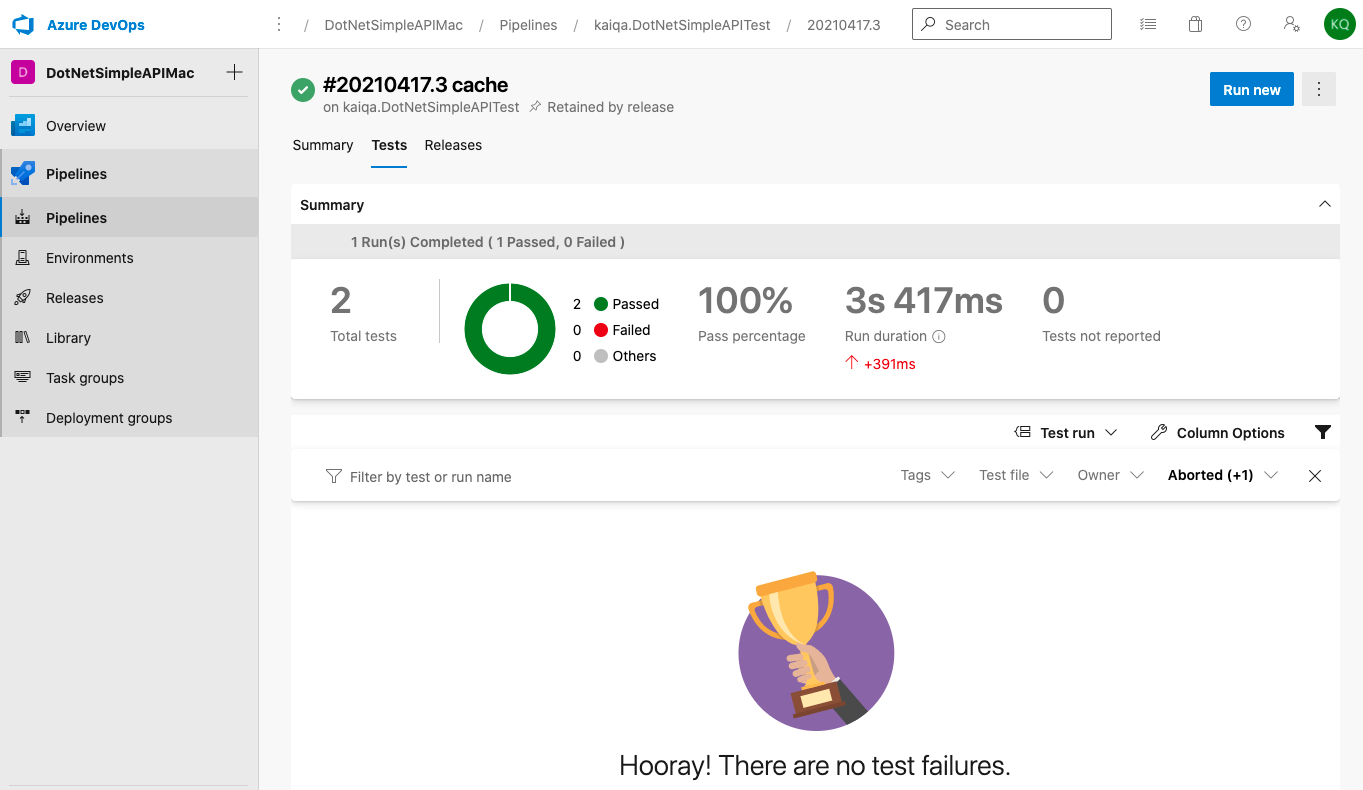 Azure DevOps
/ DotNetSimpleAPIMac / Pipelines / kaiqa.DotNetSimpleAPITest / 20210417.3
Search
KQ
D DotNetSimpleAPIMac
Overview
Pipelines
Pipelines
Environments
Releases
Library
Task groups
Deployment groups
#20210417.3 cache
on kaiqa.DotNetSimpleAPITest Retained by release
Run new
Summary Tests Releases
Summary
1 Run(s) Completed ( 1 Passed, 0 Failed )
2
Total tests
2 Passed
0 Failed
0 Others
100%
Pass percentage
3s 417ms
Run duration
+391ms
0
Tests not reported
Test run Column Options
Filter by test or run name Tags Test file Owner Aborted (+1)
Hooray! There are no test failures.